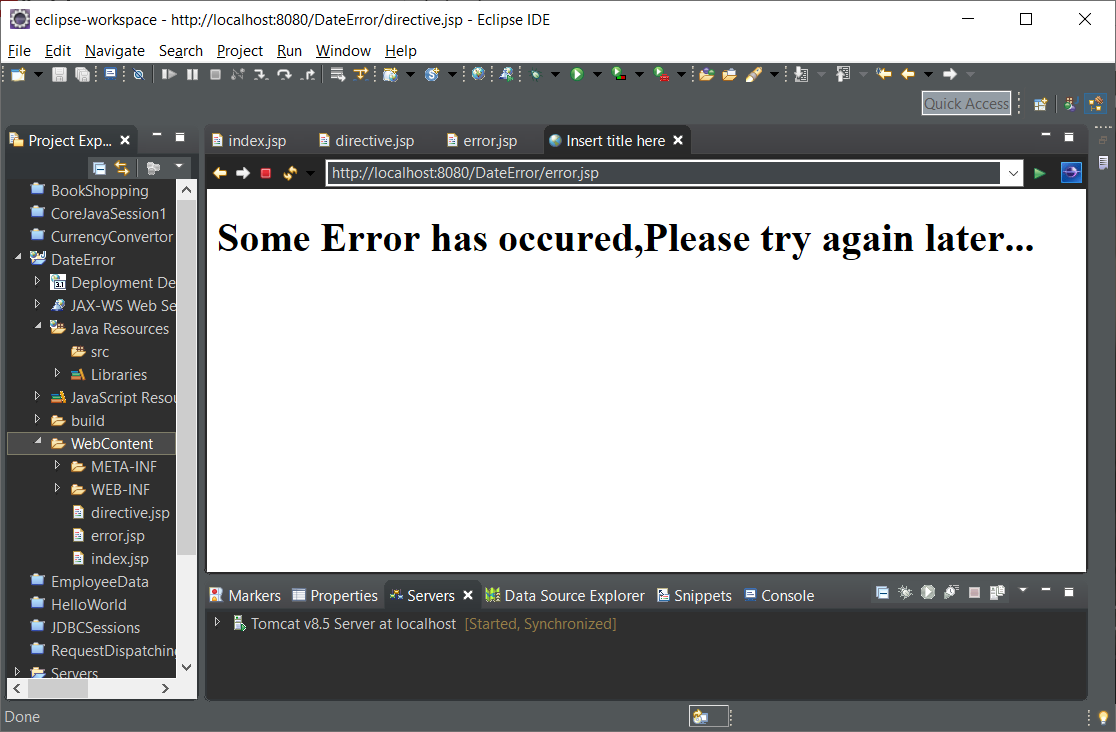 eclipse-workspace - http://localhost:8080/DateError/directive.jsp - Eclipse IDE
File Edit Navigate Search Project Run Window Help
Quick Access
Project Exp...
index.jsp directive.jsp error.jsp Insert title here
http://localhost:8080/DateError/error.jsp
BookShopping
CoreJavaSession1
CurrencyConvertor
DateError
Deployment De
JAX-WS Web Se
Java Resources
src
Libraries
JavaScript Resou
build
WebContent
META-INF
WEB-INF
directive.jsp
error.jsp
index.jsp
EmployeeData
HelloWorld
JDBCSessions
RequestDispatching
Servers
Some Error has occured,Please try again later...
Markers Properties Servers Data Source Explorer Snippets Console
Tomcat v8.5 Server at localhost [Started, Synchronized]
Done